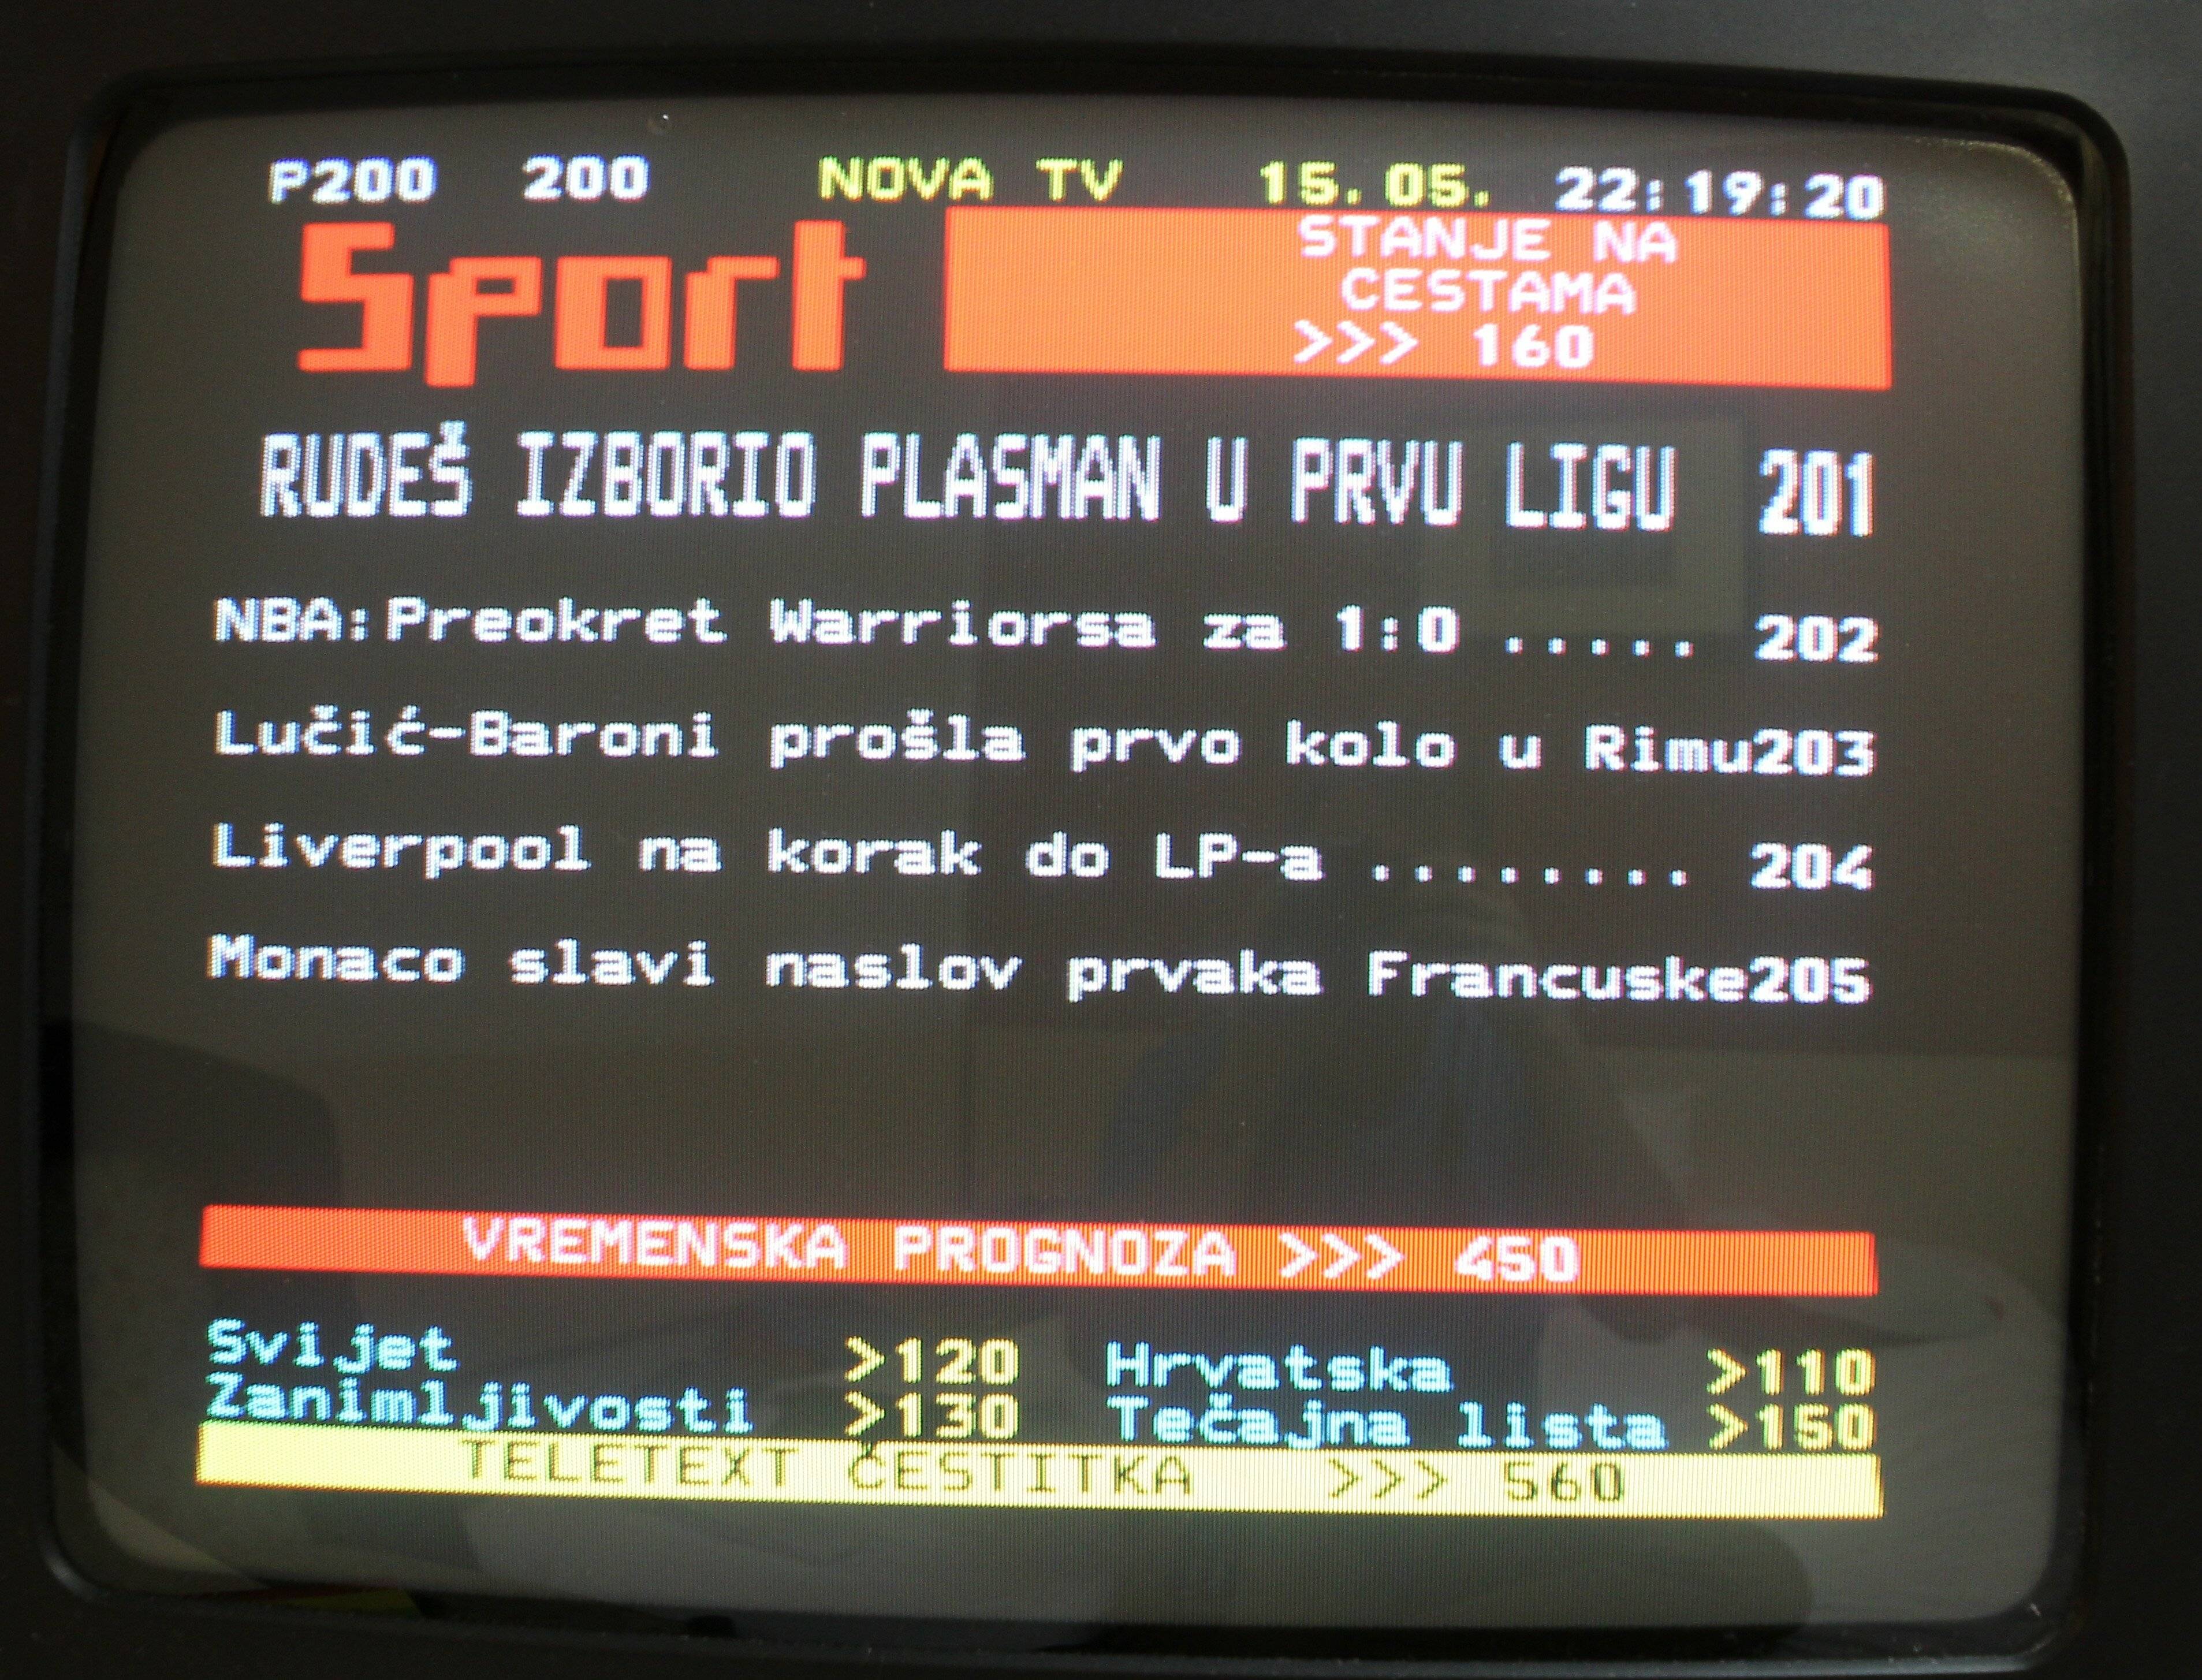 P200 200 NOVA TV 15.05. 22:19:20
Sport
STANJE NA
CESTAMA
>>> 160
RUDEŠ IZBORIO PLASMAN U PRVU LIGU 201
NBA:Preokret Warriorsa za 1:0 ..... 202
Lučić-Baroni prošla prvo kolo u Rimu203
Liverpool na korak do LP-a ........ 204
Monaco slavi naslov prvaka Francuske205
VREMENSKA PROGNOZA >>> 450
Svijet >120 Hrvatska >110
Zanimljivosti >130 Tečajna lista >150
TELETEXT ČESTITKA >>> 560